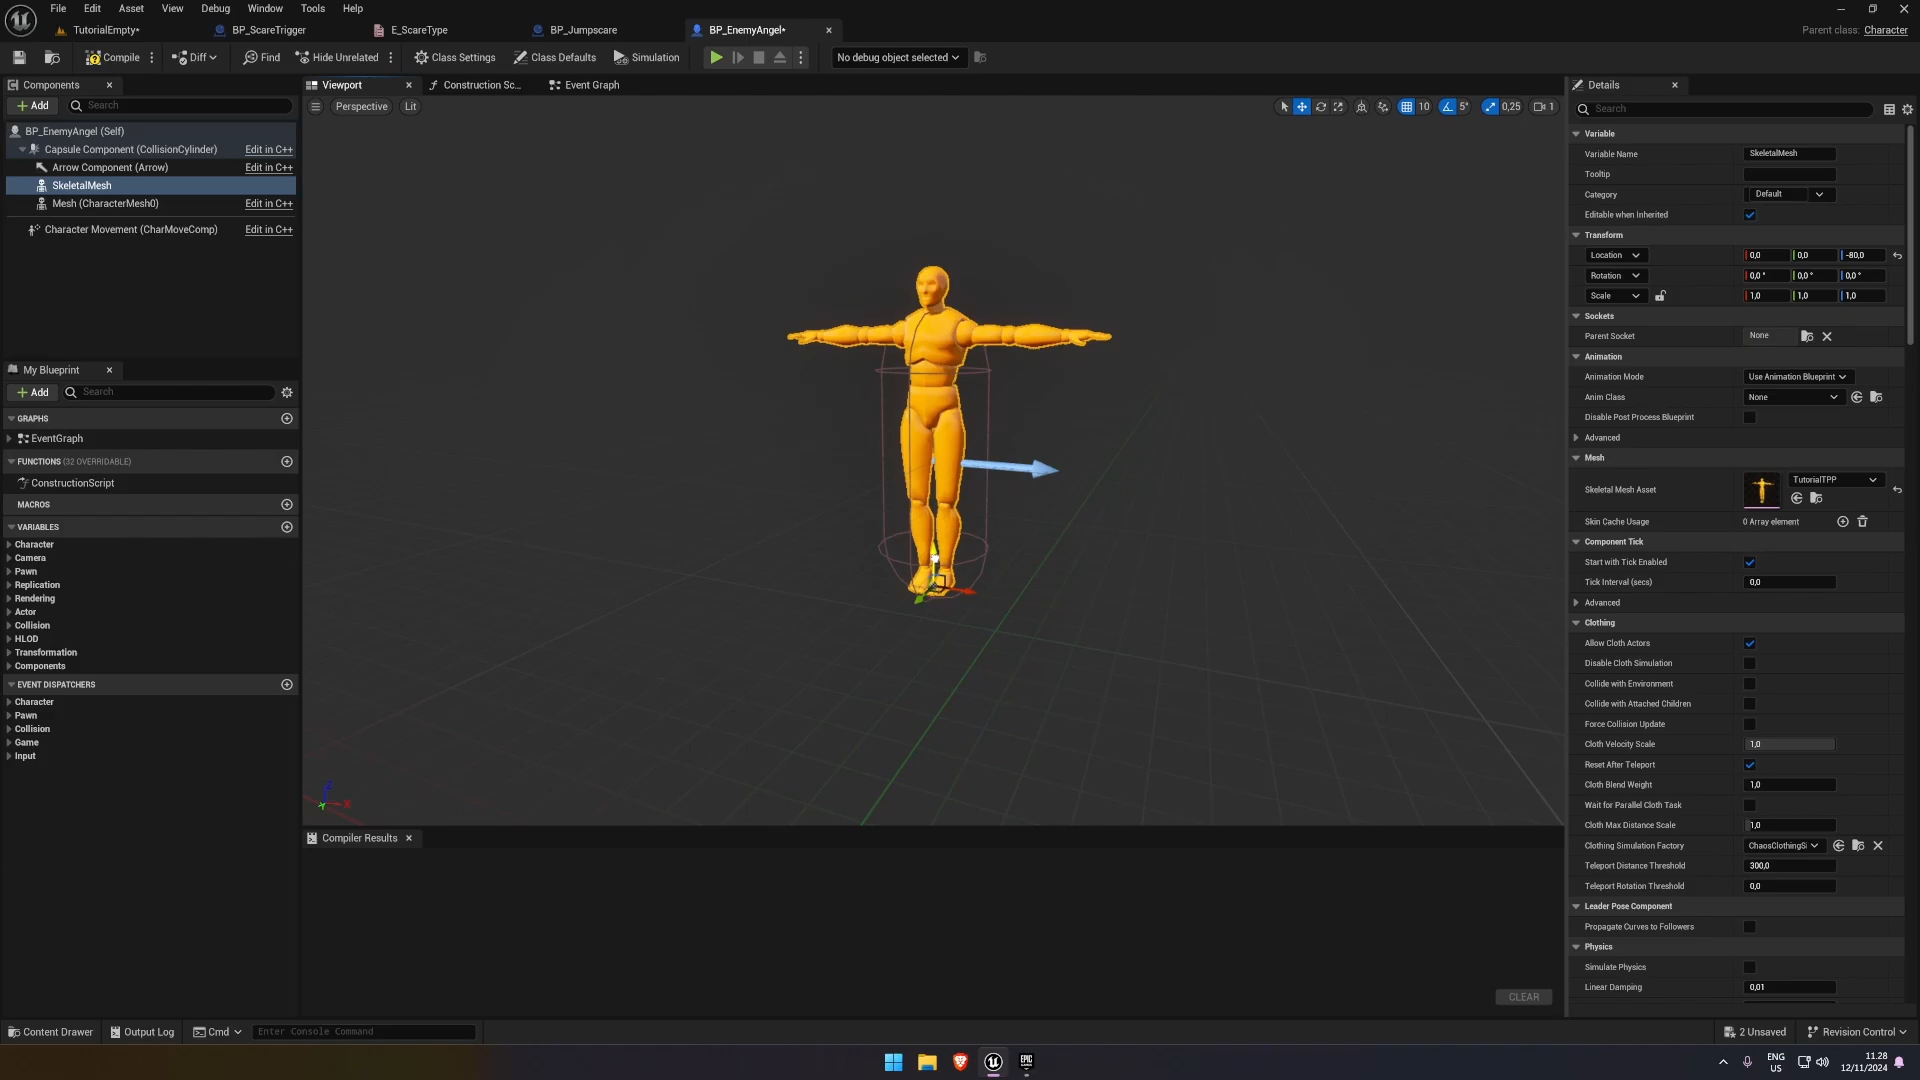 File Edit Asset View Debug Window Tools Help
TutorialEmpty* BP_ScareTrigger E_ScareType BP_Jumpscare BP_EnemyAngel*
Parent class: Character
Compile Diff Find Hide Unrelated Class Settings Class Defaults Simulation No debug object selected
Components
Add Search
BP_EnemyAngel (Self)
Capsule Component (CollisionCylinder) Edit in C++
Arrow Component (Arrow) Edit in C++
SkeletalMesh
Mesh (CharacterMesh0) Edit in C++
Character Movement (CharMoveComp) Edit in C++
My Blueprint
Add Search
GRAPHS
EventGraph
FUNCTIONS (32 OVERRIDABLE)
ConstructionScript
MACROS
VARIABLES
Character
Camera
Pawn
Replication
Rendering
Actor
Collision
HLOD
Transformation
Components
EVENT DISPATCHERS
Character
Pawn
Collision
Game
Input
Viewport Construction Sc... Event Graph
Perspective Lit
10 5° 0,25 1
Z
X
Y
Compiler Results
CLEAR
Details
Search
Variable
Variable Name SkeletalMesh
Tooltip
Category Default
Editable when Inherited
Transform
Location 0,0 0,0 -80,0
Rotation 0,0 ° 0,0 ° 0,0 °
Scale 1,0 1,0 1,0
Sockets
Parent Socket None
Animation
Animation Mode Use Animation Blueprint
Anim Class None
Disable Post Process Blueprint
Advanced
Mesh
Skeletal Mesh Asset TutorialTPP
Skin Cache Usage 0 Array element
Component Tick
Start with Tick Enabled
Tick Interval (secs) 0,0
Advanced
Clothing
Allow Cloth Actors
Disable Cloth Simulation
Collide with Environment
Collide with Attached Children
Force Collision Update
Cloth Velocity Scale 1,0
Reset After Teleport
Cloth Blend Weight 1,0
Wait for Parallel Cloth Task
Cloth Max Distance Scale 1,0
Clothing Simulation Factory ChaosClothingSi
Teleport Distance Threshold 300,0
Teleport Rotation Threshold 0,0
Leader Pose Component
Propagate Curves to Followers
Physics
Simulate Physics
Linear Damping 0,01
Content Drawer Output Log Cmd Enter Console Command
2 Unsaved Revision Control
EPIC GAMES
ENG
US
11.28
12/11/2024